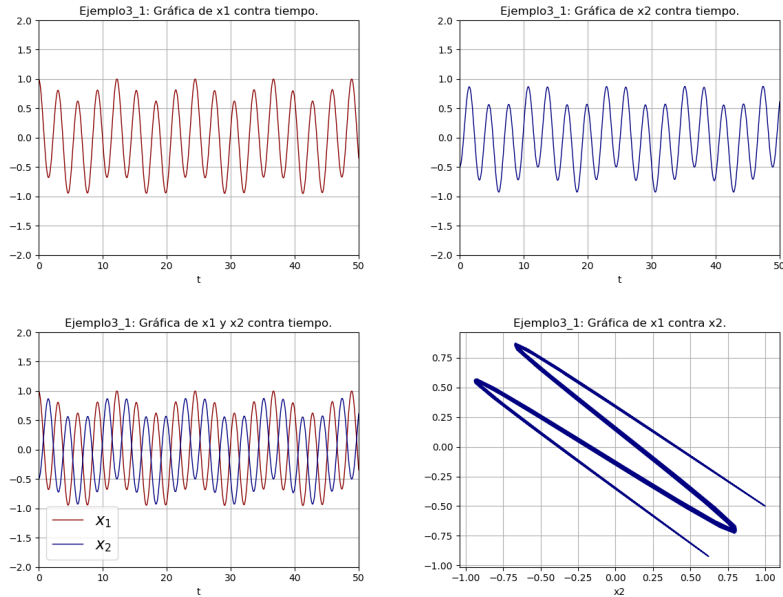 Ejemplo3_1: Gráfica de x1 contra tiempo.
2.0
1.5
1.0
0.5
0.0
−0.5
−1.0
−1.5
−2.0
0 10 20 30 40 50
t
Ejemplo3_1: Gráfica de x2 contra tiempo.
2.0
1.5
1.0
0.5
0.0
−0.5
−1.0
−1.5
−2.0
0 10 20 30 40 50
t
Ejemplo3_1: Gráfica de x1 y x2 contra tiempo.
2.0
1.5
1.0
0.5
0.0
−0.5
−1.0
−1.5
−2.0
x₁
x₂
0 10 20 30 40 50
t
Ejemplo3_1: Gráfica de x1 contra x2.
0.75
0.50
0.25
0.00
−0.25
−0.50
−0.75
−1.00
−1.00 −0.75 −0.50 −0.25 0.00 0.25 0.50 0.75 1.00
x2